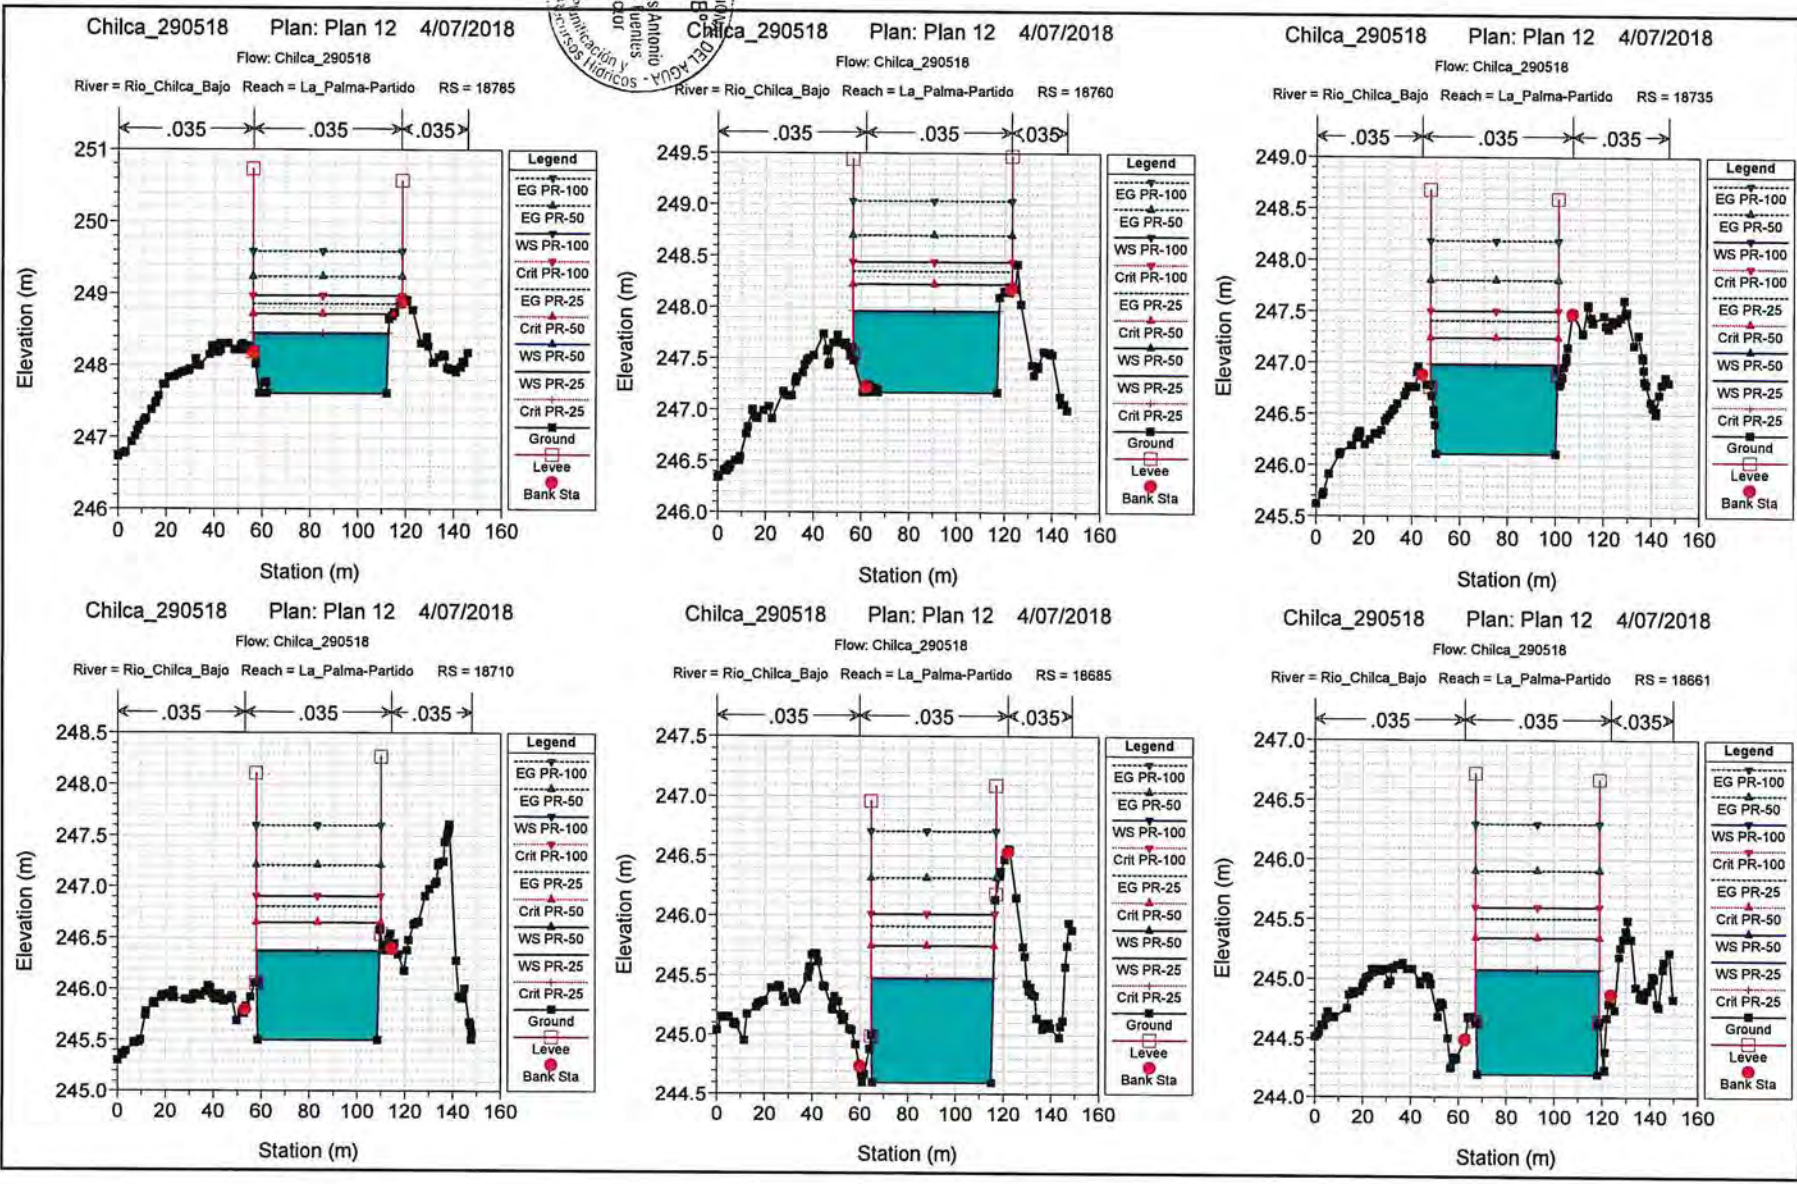 Chilca_290518 Plan: Plan 12 4/07/2018
Flow: Chilca_290518
River = Rio_Chilca_Bajo Reach = La_Palma-Partido RS = 18785
.035 .035 .035
251
250
249
248
247
246
Elevation (m)
0 20 40 60 80 100 120 140 160
Station (m)
Legend
EG PR-100
EG PR-50
WS PR-100
Crit PR-100
EG PR-25
Crit PR-50
WS PR-50
WS PR-25
Crit PR-25
Ground
Levee
Bank Sta
Antonio
Hídricos - DEL AGUA
Chilca_290518 Plan: Plan 12 4/07/2018
Flow: Chilca_290518
River = Rio_Chilca_Bajo Reach = La_Palma-Partido RS = 18760
.035 .035 .035
249.5
249.0
248.5
248.0
247.5
247.0
246.5
246.0
Elevation (m)
0 20 40 60 80 100 120 140 160
Station (m)
Legend
EG PR-100
EG PR-50
WS PR-100
Crit PR-100
EG PR-25
Crit PR-50
WS PR-50
WS PR-25
Crit PR-25
Ground
Levee
Bank Sta
Chilca_290518 Plan: Plan 12 4/07/2018
Flow: Chilca_290518
River = Rio_Chilca_Bajo Reach = La_Palma-Partido RS = 18735
.035 .035 .035
249.0
248.5
248.0
247.5
247.0
246.5
246.0
245.5
Elevation (m)
0 20 40 60 80 100 120 140 160
Station (m)
Legend
EG PR-100
EG PR-50
WS PR-100
Crit PR-100
EG PR-25
Crit PR-50
WS PR-50
WS PR-25
Crit PR-25
Ground
Levee
Bank Sta
Chilca_290518 Plan: Plan 12 4/07/2018
Flow: Chilca_290518
River = Rio_Chilca_Bajo Reach = La_Palma-Partido RS = 18710
.035 .035 .035
248.5
248.0
247.5
247.0
246.5
246.0
245.5
245.0
Elevation (m)
0 20 40 60 80 100 120 140 160
Station (m)
Legend
EG PR-100
EG PR-50
WS PR-100
Crit PR-100
EG PR-25
Crit PR-50
WS PR-50
WS PR-25
Crit PR-25
Ground
Levee
Bank Sta
Chilca_290518 Plan: Plan 12 4/07/2018
Flow: Chilca_290518
River = Rio_Chilca_Bajo Reach = La_Palma-Partido RS = 18685
.035 .035 .035
247.5
247.0
246.5
246.0
245.5
245.0
244.5
Elevation (m)
0 20 40 60 80 100 120 140 160
Station (m)
Legend
EG PR-100
EG PR-50
WS PR-100
Crit PR-100
EG PR-25
Crit PR-50
WS PR-50
WS PR-25
Crit PR-25
Ground
Levee
Bank Sta
Chilca_290518 Plan: Plan 12 4/07/2018
Flow: Chilca_290518
River = Rio_Chilca_Bajo Reach = La_Palma-Partido RS = 18661
.035 .035 .035
247.0
246.5
246.0
245.5
245.0
244.5
244.0
Elevation (m)
0 20 40 60 80 100 120 140 160
Station (m)
Legend
EG PR-100
EG PR-50
WS PR-100
Crit PR-100
EG PR-25
Crit PR-50
WS PR-50
WS PR-25
Crit PR-25
Ground
Levee
Bank Sta